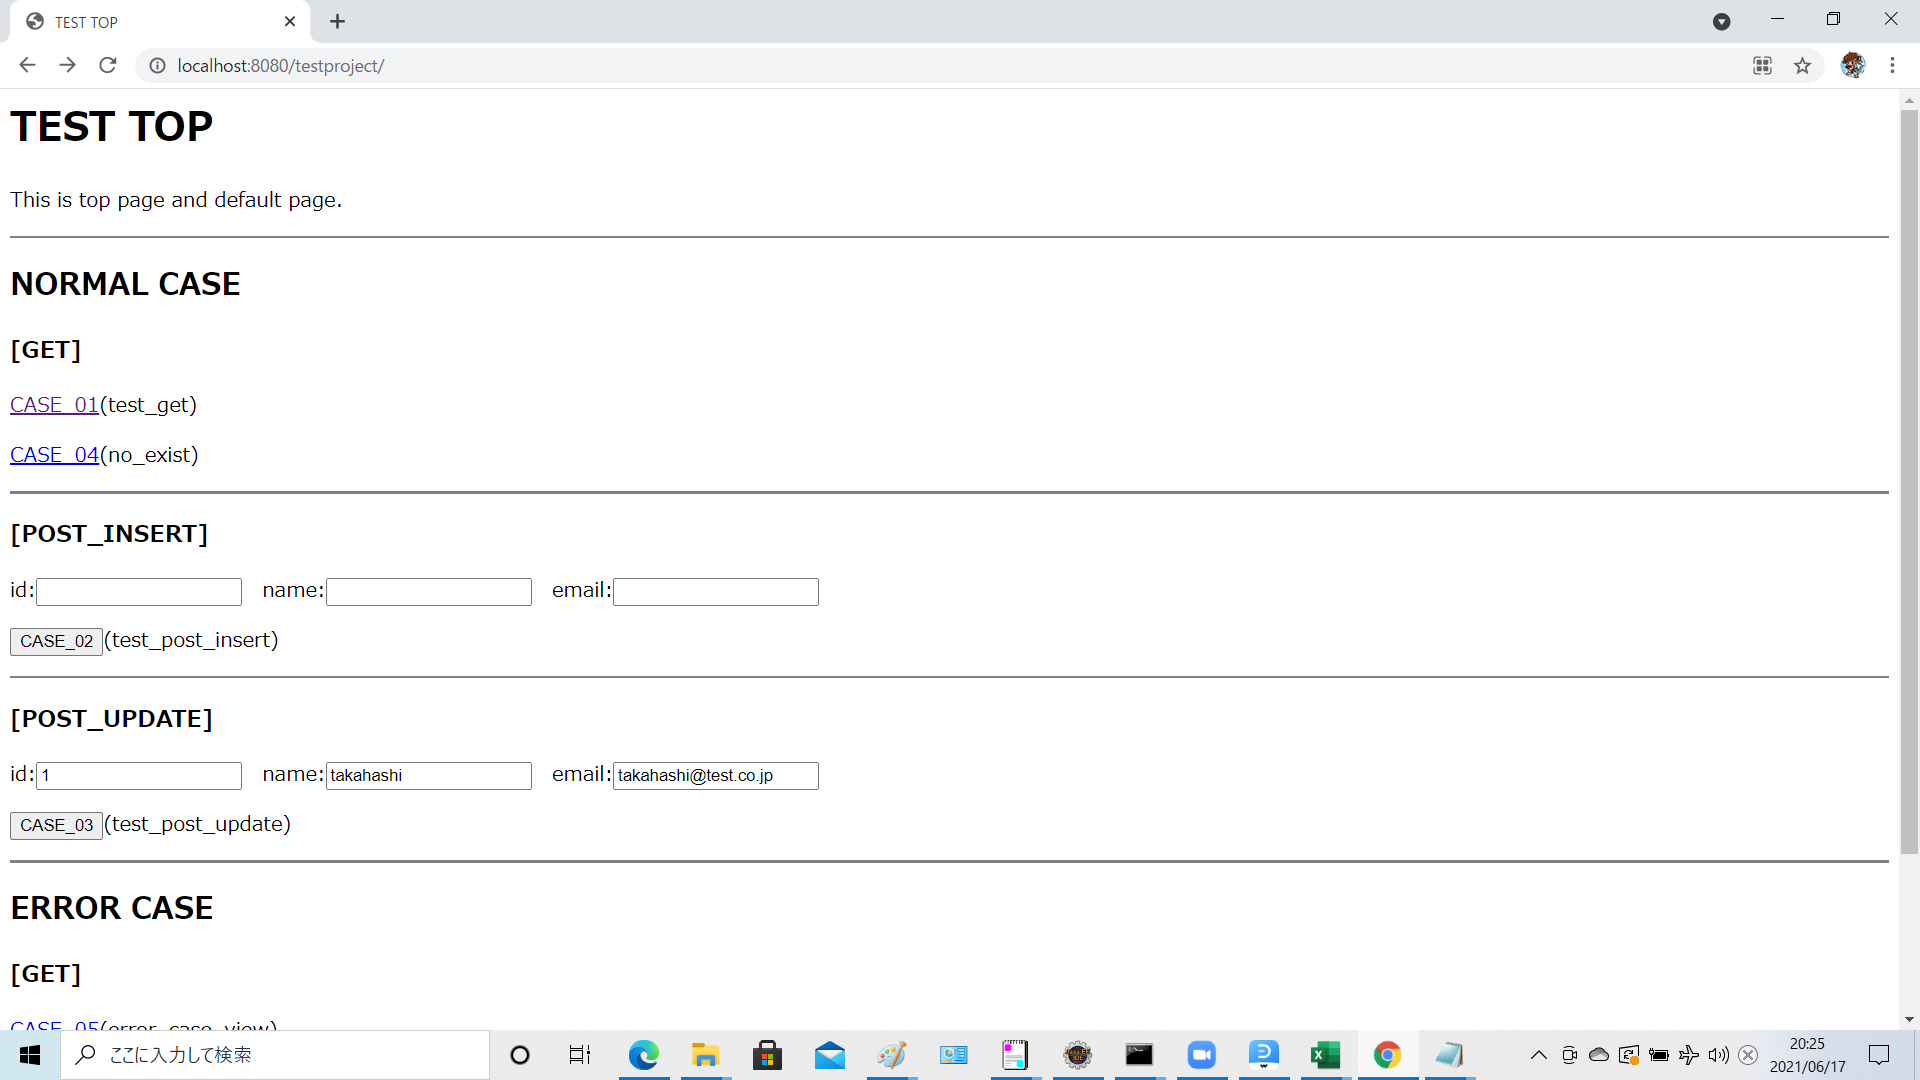 TEST TOP
localhost:8080/testproject/
TEST TOP
This is top page and default page.
NORMAL CASE
[GET]
CASE_01(test_get)
CASE_04(no_exist)
[POST_INSERT]
id: name: email:
CASE_02(test_post_insert)
[POST_UPDATE]
id:1 name:takahashi email:takahashi@test.co.jp
CASE_03(test_post_update)
ERROR CASE
[GET]
CASE_05(error_case_view)
ここに入力して検索
20:25
2021/06/17